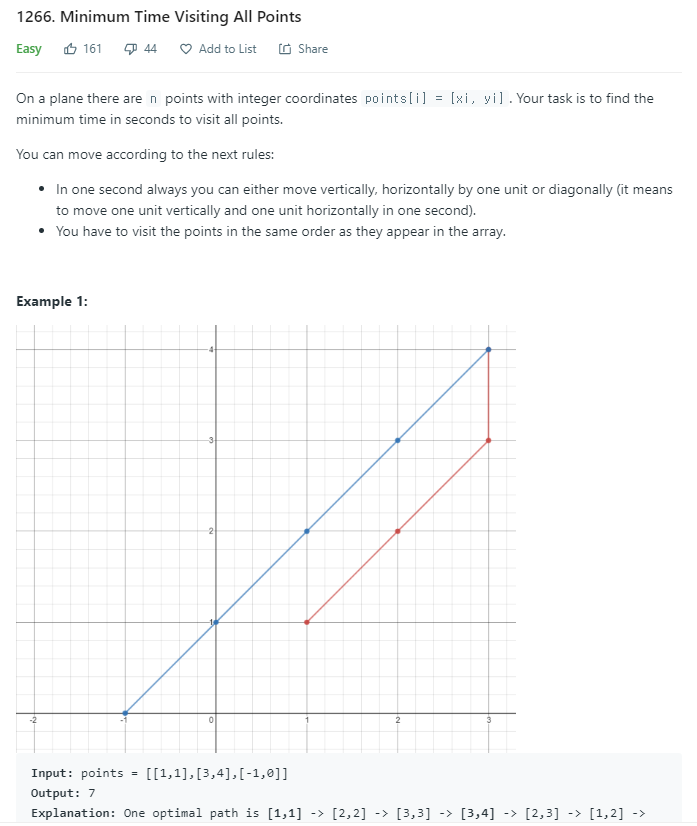 1266. Minimum Time Visiting All Points
Easy 161 44 Add to List Share
On a plane there are n points with integer coordinates points[i] = [xi, yi] . Your task is to find the
minimum time in seconds to visit all points.
You can move according to the next rules:
• In one second always you can either move vertically, horizontally by one unit or diagonally (it means
to move one unit vertically and one unit horizontally in one second).
• You have to visit the points in the same order as they appear in the array.
Example 1:
4
3
2
1
-2 -1 0 1 2 3
Input: points = [[1,1],[3,4],[-1,0]]
Output: 7
Explanation: One optimal path is [1,1] -> [2,2] -> [3,3] -> [3,4] -> [2,3] -> [1,2] ->